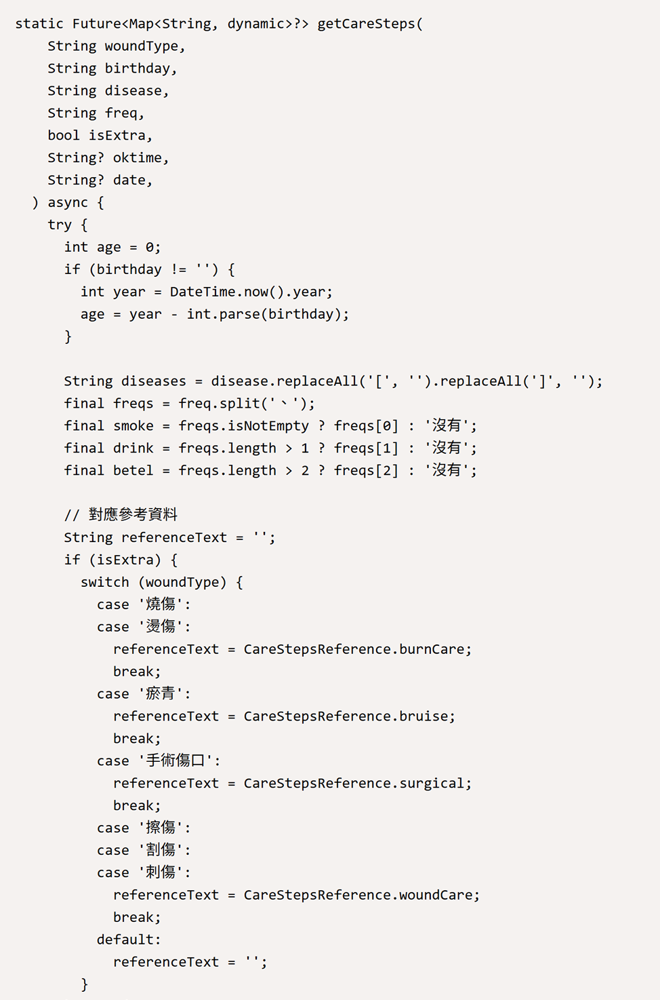 static Future<Map<String, dynamic>?> getCareSteps(
    String woundType,
    String birthday,
    String disease,
    String freq,
    bool isExtra,
    String? oktime,
    String? date,
  ) async {
    try {
      int age = 0;
      if (birthday != '') {
        int year = DateTime.now().year;
        age = year - int.parse(birthday);
      }

      String diseases = disease.replaceAll('[', '').replaceAll(']', '');
      final freqs = freq.split('、');
      final smoke = freqs.isNotEmpty ? freqs[0] : '沒有';
      final drink = freqs.length > 1 ? freqs[1] : '沒有';
      final betel = freqs.length > 2 ? freqs[2] : '沒有';

      // 對應參考資料
      String referenceText = '';
      if (isExtra) {
        switch (woundType) {
          case '燒傷':
          case '燙傷':
            referenceText = CareStepsReference.burnCare;
            break;
          case '瘀青':
            referenceText = CareStepsReference.bruise;
            break;
          case '手術傷口':
            referenceText = CareStepsReference.surgical;
            break;
          case '擦傷':
          case '割傷':
          case '刺傷':
            referenceText = CareStepsReference.woundCare;
            break;
          default:
            referenceText = '';
        }